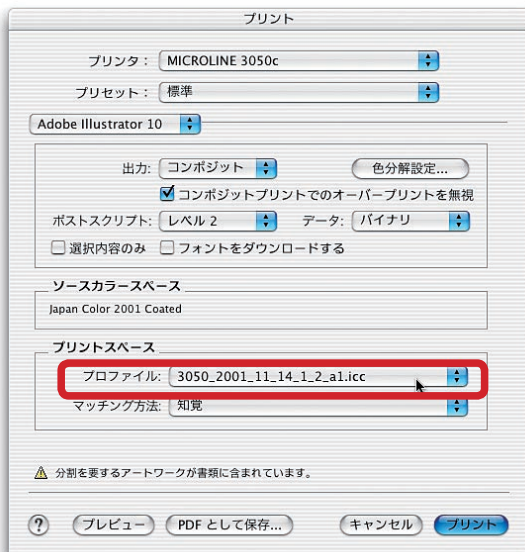 プリント
プリンタ： MICROLINE 3050c
プリセット： 標準
Adobe Illustrator 10
出力: コンポジット 色分解設定...
コンポジットプリントでのオーバープリントを無視
ポストスクリプト: レベル 2 データ: バイナリ
選択内容のみ フォントをダウンロードする
ソースカラースペース
Japan Color 2001 Coated
プリントスペース
プロファイル: 3050_2001_11_14_1_2_a1.icc
マッチング方法: 知覚
分割を要するアートワークが書類に含まれています。
? プレビュー PDF として保存... キャンセル プリント